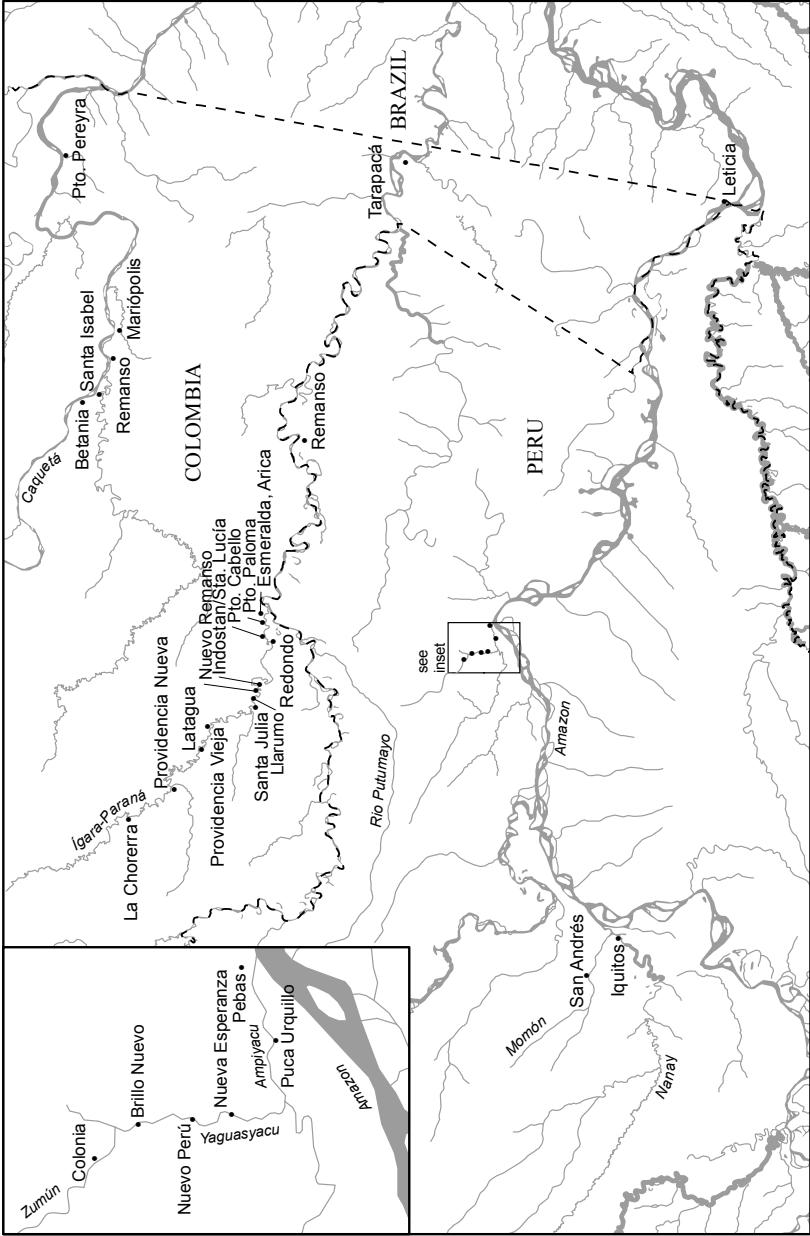 Zumún
Colonia
Brillo Nuevo
Nuevo Perú
Nueva Esperanza
Yaguasyacu
Pebas
Ampiyacu
Puca Urquillo
Amazon
La Chorerra
Ígara-Paraná
Providencia Nueva
Latagua
Providencia Vieja
Nuevo Remanso
Indostan/Sta. Lucía
Pto. Cabello
Pto. Paloma
Esmeralda, Arica
Santa Julia
Llarumo
Redondo
COLOMBIA
Caquetá
Betania
Santa Isabel
Remanso
Mariópolis
Pto. Pereyra
Remanso
Tarapacá
BRAZIL
Rio Putumayo
see
inset
PERU
Leticia
Amazon
San Andrés
Iquitos
Momón
Nanay